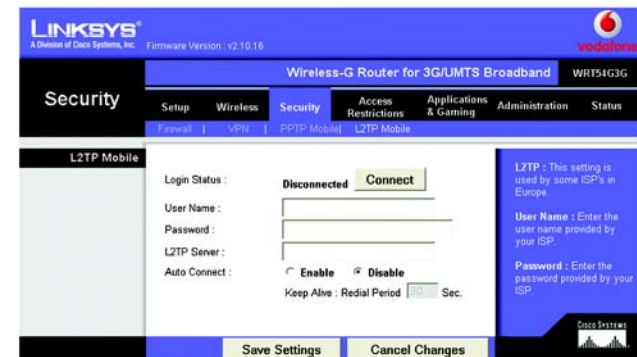 LINKSYS®
A Division of Cisco Systems, Inc.
Firmware Version : v2.10.16
vodafone
Wireless-G Router for 3G/UMTS Broadband WRT54G3G
Security
Setup Wireless Security Access Restrictions Applications & Gaming Administration Status
Firewall | VPN | PPTP Mobile| L2TP Mobile
L2TP Mobile
Login Status : Disconnected Connect
User Name :
Password :
L2TP Server :
Auto Connect : Enable Disable
Keep Alive : Redial Period 30 Sec.
L2TP : This setting is
used by some ISP's in
Europe.
User Name : Enter the
user name provided by
your ISP.
Password : Enter the
password provided by your
ISP.
Cisco Systems
Save Settings Cancel Changes